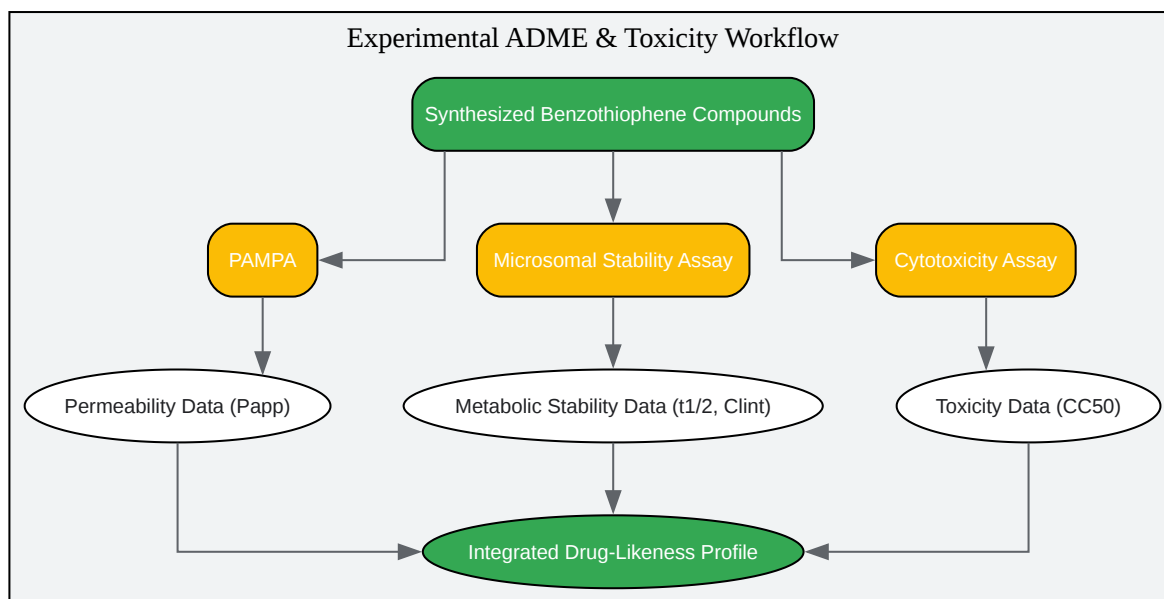 Experimental ADME & Toxicity Workflow
Synthesized Benzothiophene Compounds
PAMPA
Microsomal Stability Assay
Cytotoxicity Assay
Permeability Data (Papp)
Metabolic Stability Data (t1/2, Clint)
Toxicity Data (CC50)
Integrated Drug-Likeness Profile